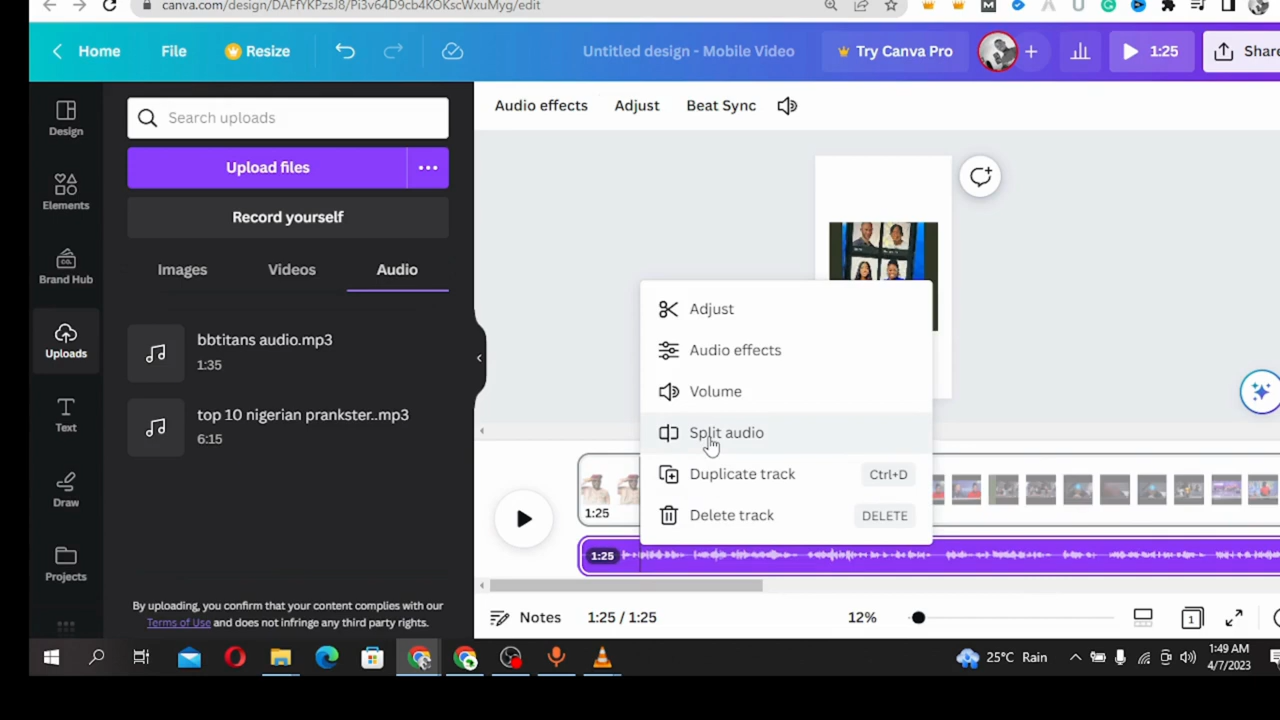 canva.com/design/DAFfYKPzsJ8/Pi3v64D9cb4KOKscWxuMyg/edit
Home
File
Resize
Untitled design - Mobile Video
Try Canva Pro
1:25
Share
Design
Elements
Brand Hub
Uploads
Text
Draw
Projects
Search uploads
Upload files
Record yourself
Images
Videos
Audio
bbtitans audio.mp3
1:35
top 10 nigerian prankster..mp3
6:15
By uploading, you confirm that your content complies with our
Terms of Use and does not infringe any third party rights.
Audio effects
Adjust
Beat Sync
Adjust
Audio effects
Volume
Split audio
Duplicate track
Ctrl+D
Delete track
DELETE
1:25
1:25
Notes
1:25 / 1:25
12%
1
25°C Rain
1:49 AM
4/7/2023